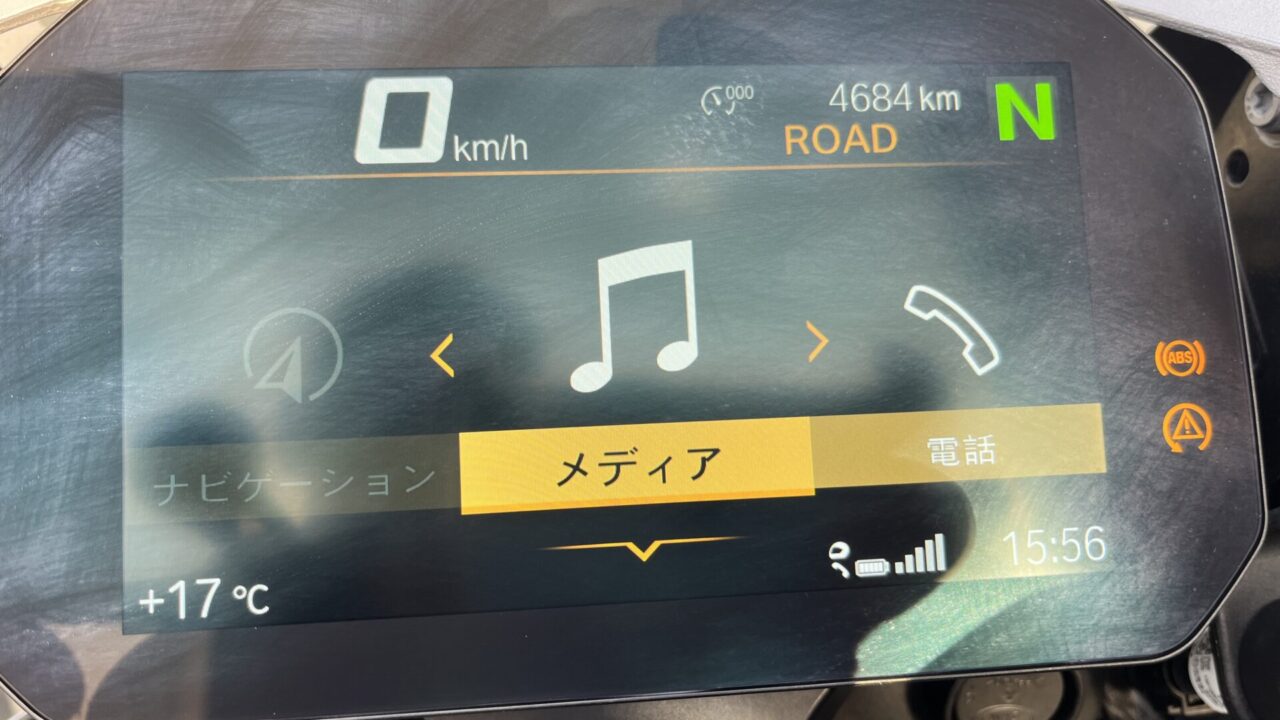 0 km/h
000
4684 km
N
ROAD
ABS
ナビゲーション
メディア
電話
+17 ℃
15:56